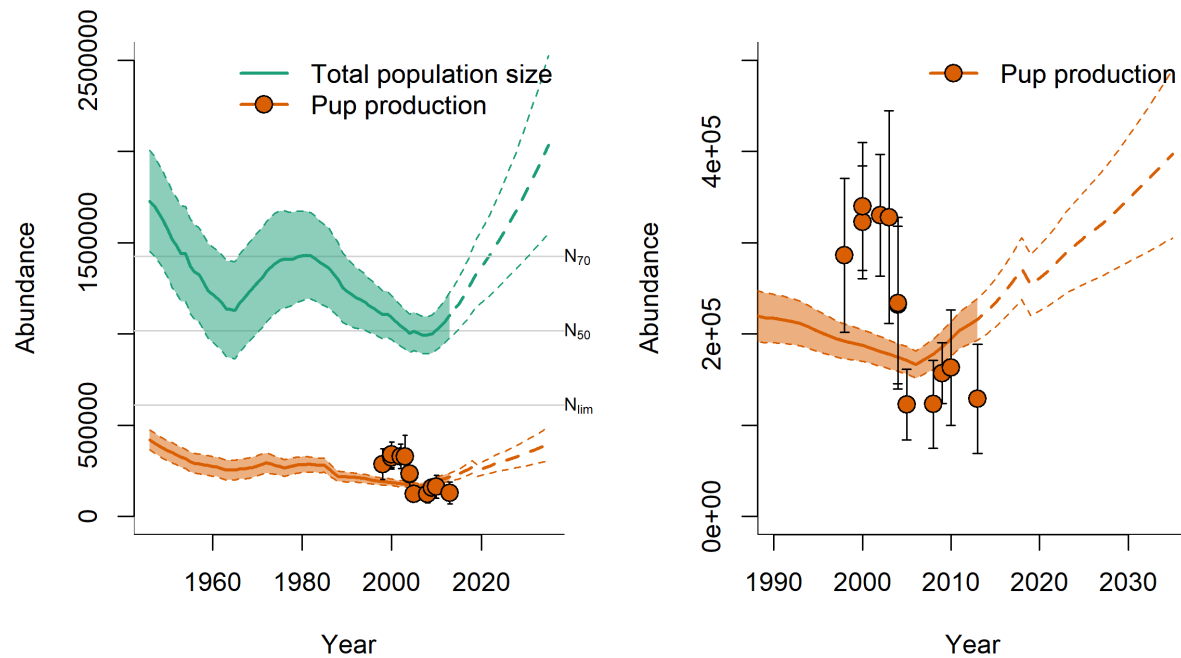 Total population size
Pup production
Abundance
2500000
1500000
500000
0
N70
N50
Nlim
1960 1980 2000 2020
Year
Pup production
Abundance
4e+05
2e+05
0e+00
1990 2000 2010 2020 2030
Year